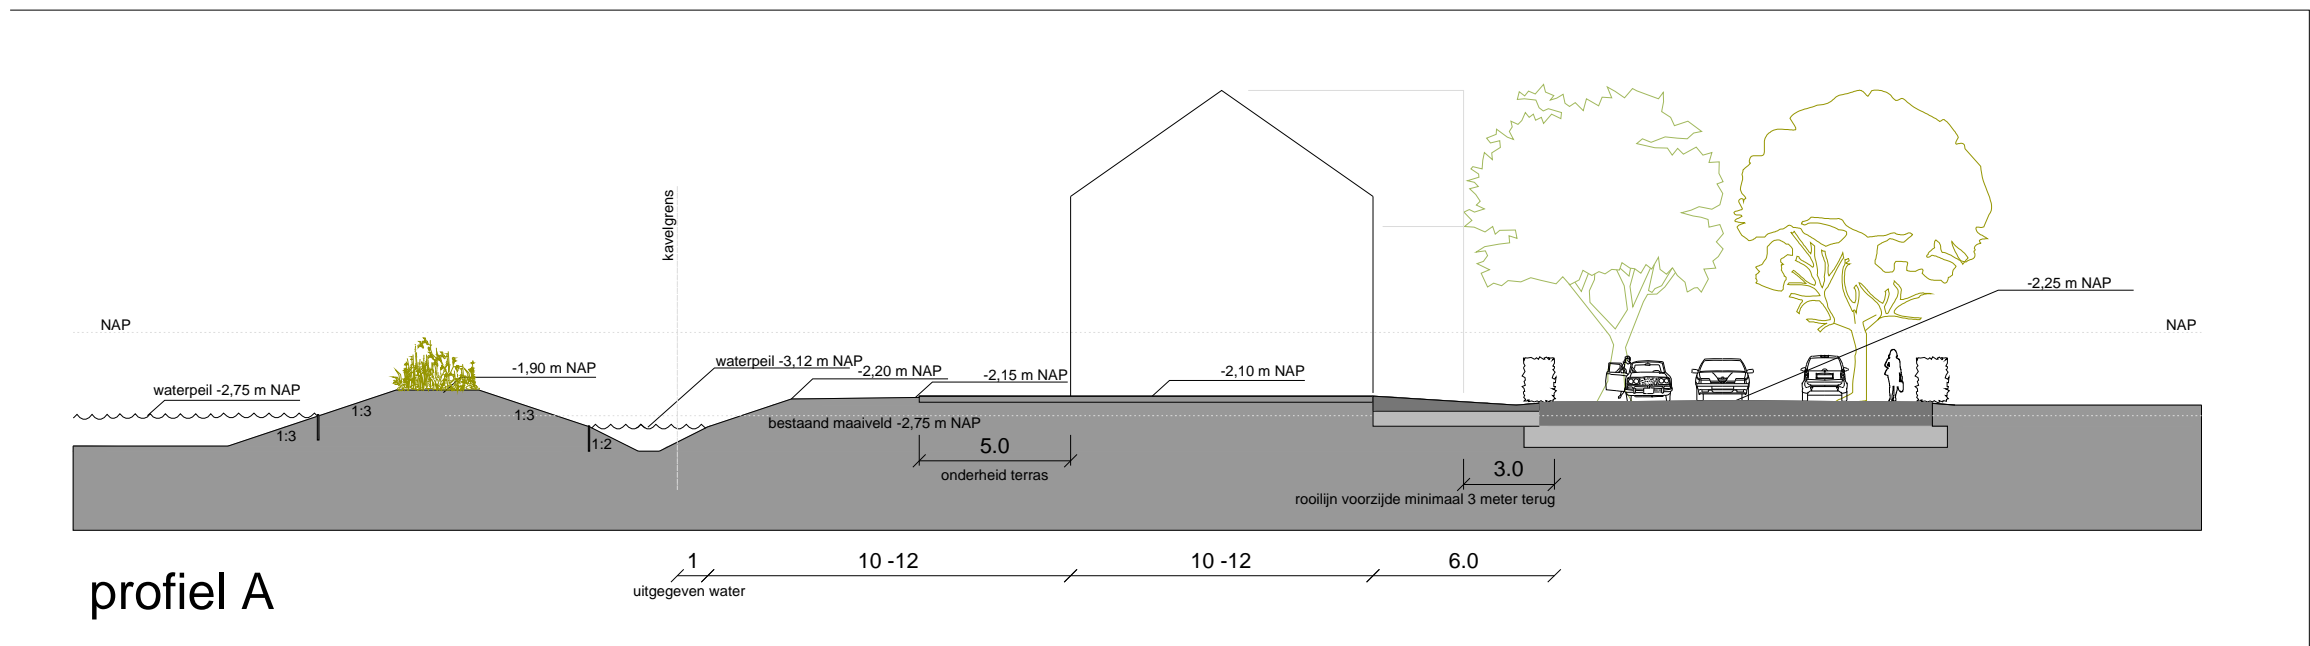 kavelgrens
-2,25 m NAP
NAP
NAP
waterpeil -3,12 m NAP
-1,90 m NAP
-2,20 m NAP
-2,15 m NAP
-2,10 m NAP
waterpeil -2,75 m NAP
1:3
1:3
bestaand maaiveld -2,75 m NAP
1:3
1:2
5.0
onderheid terras
3.0
rooilijn voorzijde minimaal 3 meter terug
1
10 -12
10 -12
6.0
uitgegeven water
profiel A